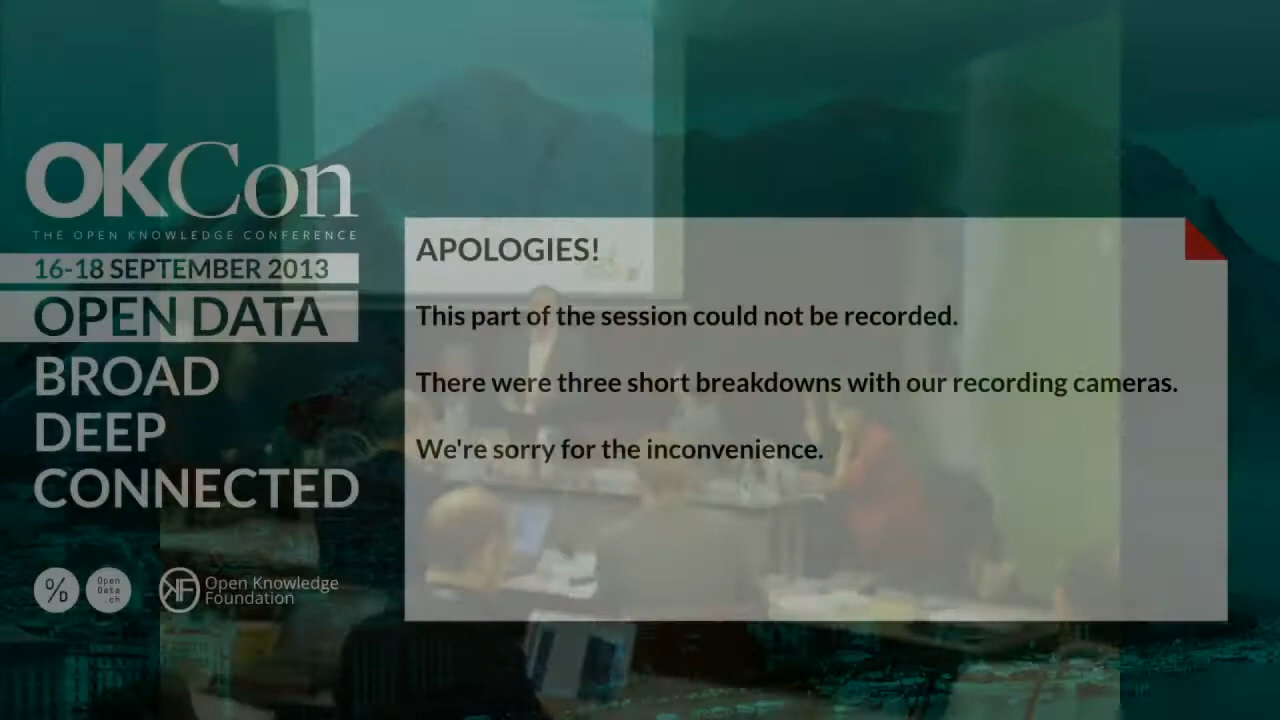 OKCon
THE OPEN KNOWLEDGE CONFERENCE
16-18 SEPTEMBER 2013
OPEN DATA
BROAD
DEEP
CONNECTED
%
Open
Data
.ch
Open Knowledge
Foundation
APOLOGIES!
This part of the session could not be recorded.
There were three short breakdowns with our recording cameras.
We're sorry for the inconvenience.